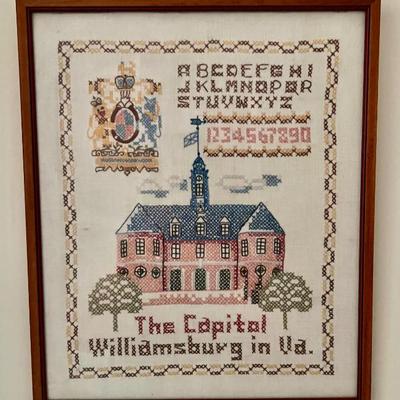 ABCDEFGHI
JKLMNOPQR
STUVWXYZ
1234567890
The Capitol
Williamsburg in Va.